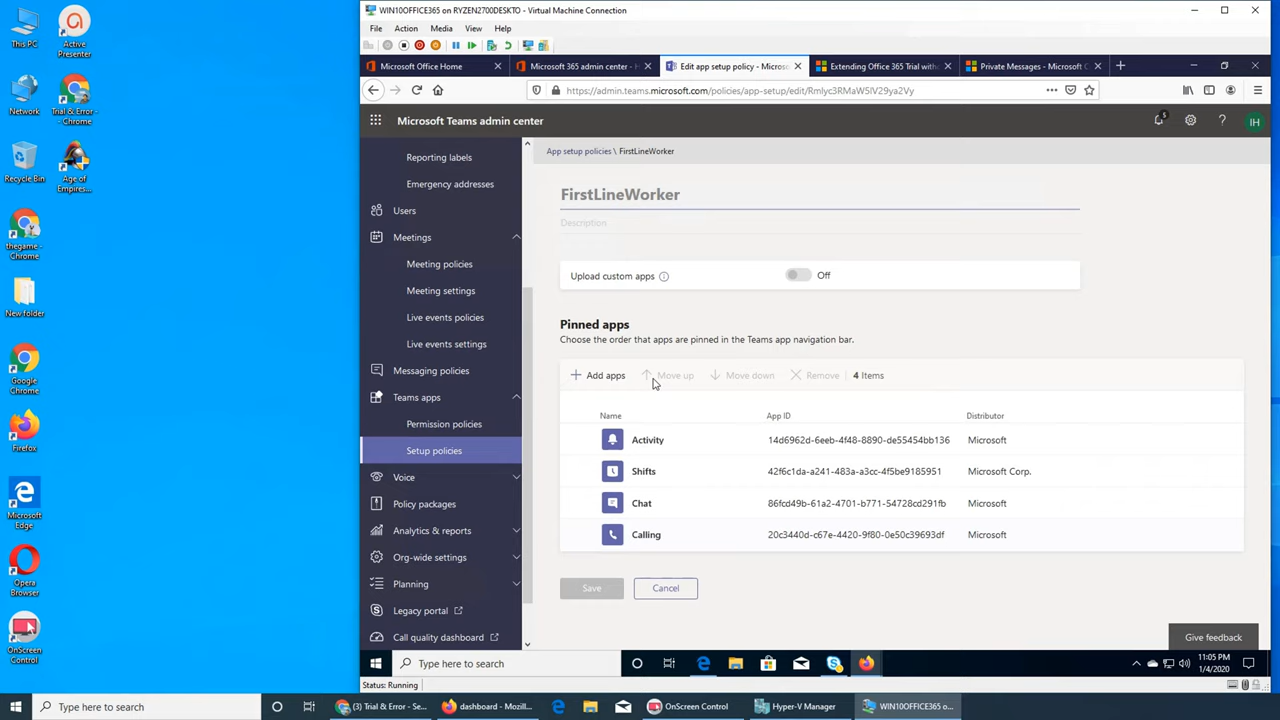 This PC
Active
Presenter
Network
Trial & Error -
- Chrome
Recycle Bin
Age of
Empires...
thegame -
Chrome
New folder
Google
Chrome
Firefox
Microsoft
Edge
Opera
Browser
OnScreen
Control
WIN10OFFICE365 on RYZEN2700DESKTO - Virtual Machine Connection
File Action Media View Help
Microsoft Office Home
Microsoft 365 admin center - H
Edit app setup policy - Microso
Extending Office 365 Trial with
Private Messages - Microsoft C
https://admin.teams.microsoft.com/policies/app-setup/edit/Rmlyc3RMaW5lV29ya2Vy
Microsoft Teams admin center
5
IH
Reporting labels
Emergency addresses
Users
Meetings
Meeting policies
Meeting settings
Live events policies
Live events settings
Messaging policies
Teams apps
Permission policies
Setup policies
Voice
Policy packages
Analytics & reports
Org-wide settings
Planning
Legacy portal
Call quality dashboard
App setup policies \ FirstLineWorker
FirstLineWorker
Description
Upload custom apps Off
Pinned apps
Choose the order that apps are pinned in the Teams app navigation bar.
+ Add apps ↑ Move up ↓ Move down × Remove | 4 Items
Name App ID Distributor
Activity 14d6962d-6eeb-4f48-8890-de55454bb136 Microsoft
Shifts 42f6c1da-a241-483a-a3cc-4f5be9185951 Microsoft Corp.
Chat 86fcd49b-61a2-4701-b771-54728cd291fb Microsoft
Calling 20c3440d-c67e-4420-9f80-0e50c39693df Microsoft
Save Cancel
Give feedback
Type here to search
11:05 PM
1/4/2020
Status: Running
Type here to search
(3) Trial & Error - Se...
dashboard - Mozill...
OnScreen Control
Hyper-V Manager
WIN10OFFICE365 o...